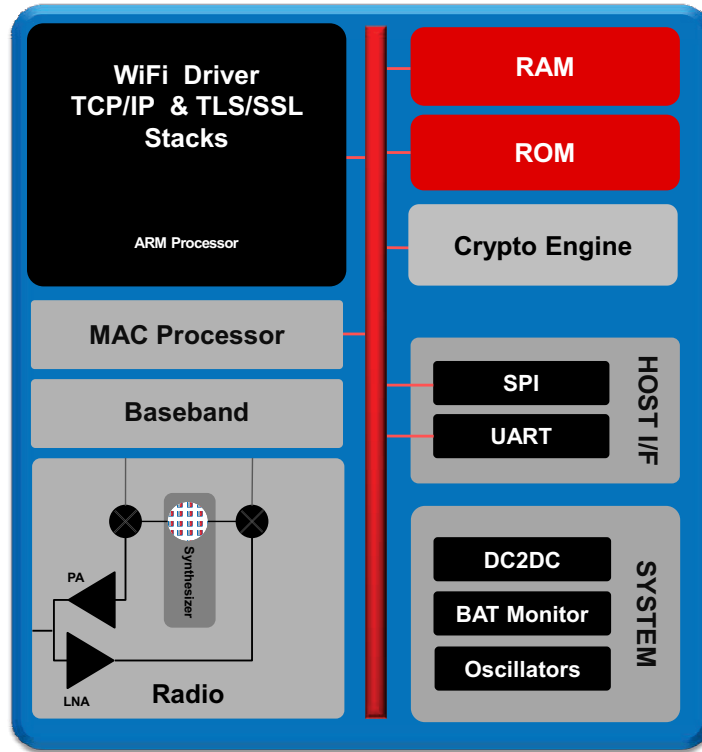 WiFi Driver
TCP/IP & TLS/SSL
Stacks
ARM Processor
MAC Processor
Baseband
Synthesizer
PA
LNA
Radio
RAM
ROM
Crypto Engine
SPI
UART
HOST I/F
DC2DC
BAT Monitor
Oscillators
SYSTEM